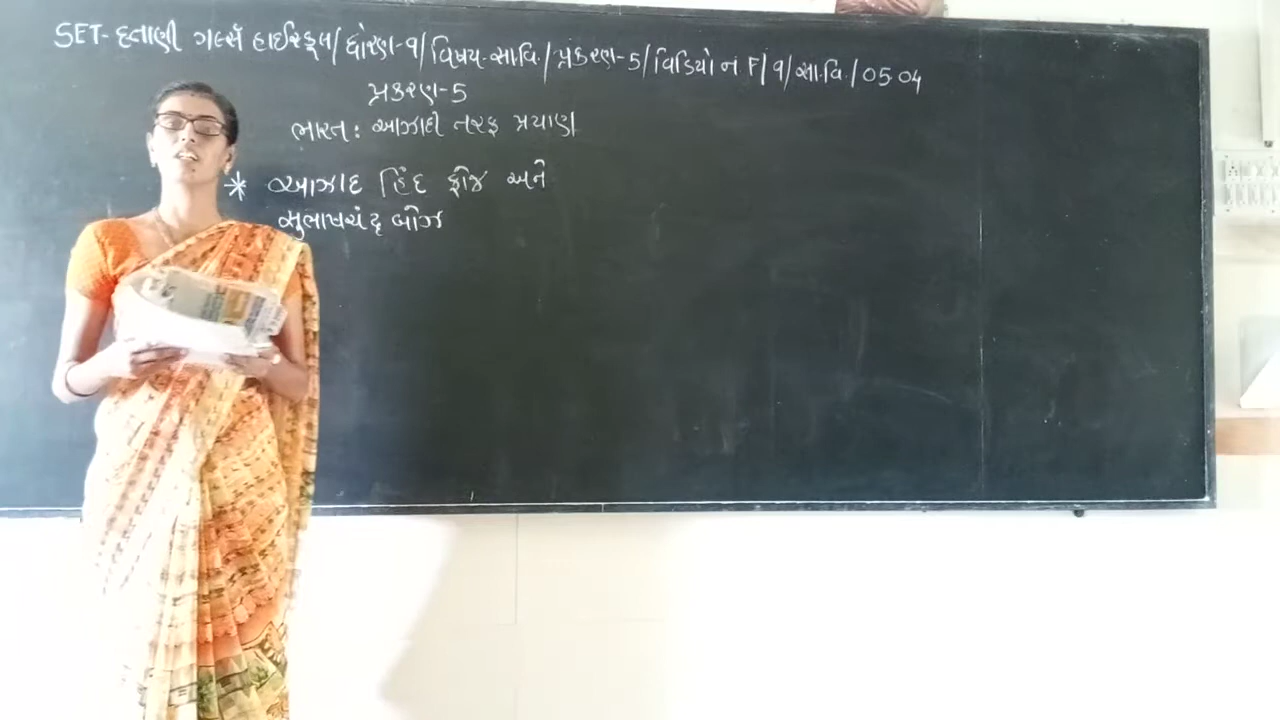 SET- દતાણી ગર્લ્સ હાઈસ્કૂલ/ ધોરણ-૧/ વિષય-સા.વિ./ પ્રકરણ-5/ વિડિયો નં F/૧/સા.વિ./05.04
પ્રકરણ-5
ભારત: આઝાદી તરફ પ્રયાણ
* આઝાદ હિંદ ફોજ અને
સુભાષચંદ્ર બોઝ